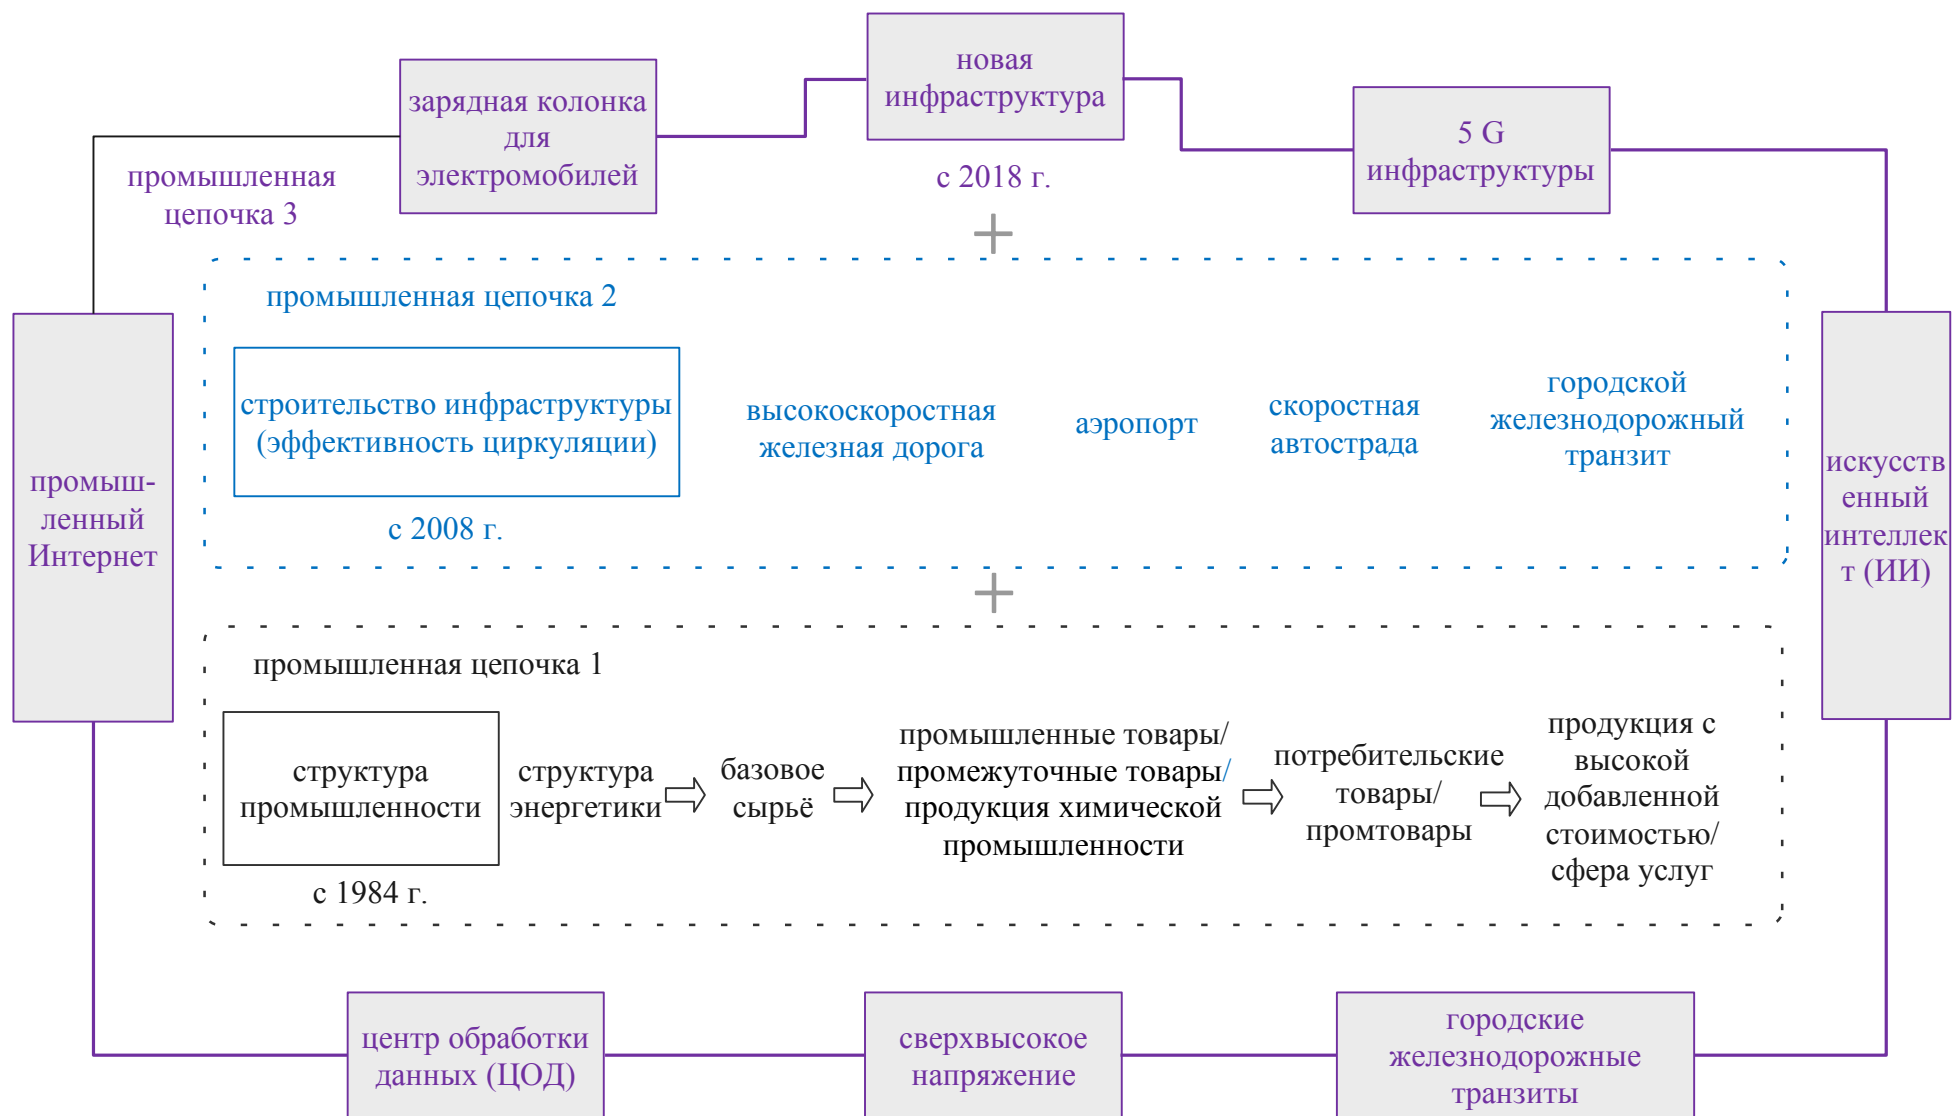 новая
инфраструктура
с 2018 г.
зарядная колонка
для
электромобилей
5 G
инфраструктуры
промышленная
цепочка 3
промышленная цепочка 2
строительство инфраструктуры
(эффективность циркуляции)
с 2008 г.
высокоскоростная
железная дорога
аэропорт
скоростная
автострада
городской
железнодорожный
транзит
промыш-
ленный
Интернет
искусств
енный
интеллек
т (ИИ)
промышленная цепочка 1
структура
промышленности
с 1984 г.
структура
энергетики
базовое
сырьё
промышленные товары/
промежуточные товары/
продукция химической
промышленности
потребительские
товары/
промтовары
продукция с
высокой
добавленной
стоимостью/
сфера услуг
центр обработки
данных (ЦОД)
сверхвысокое
напряжение
городские
железнодорожные
транзиты